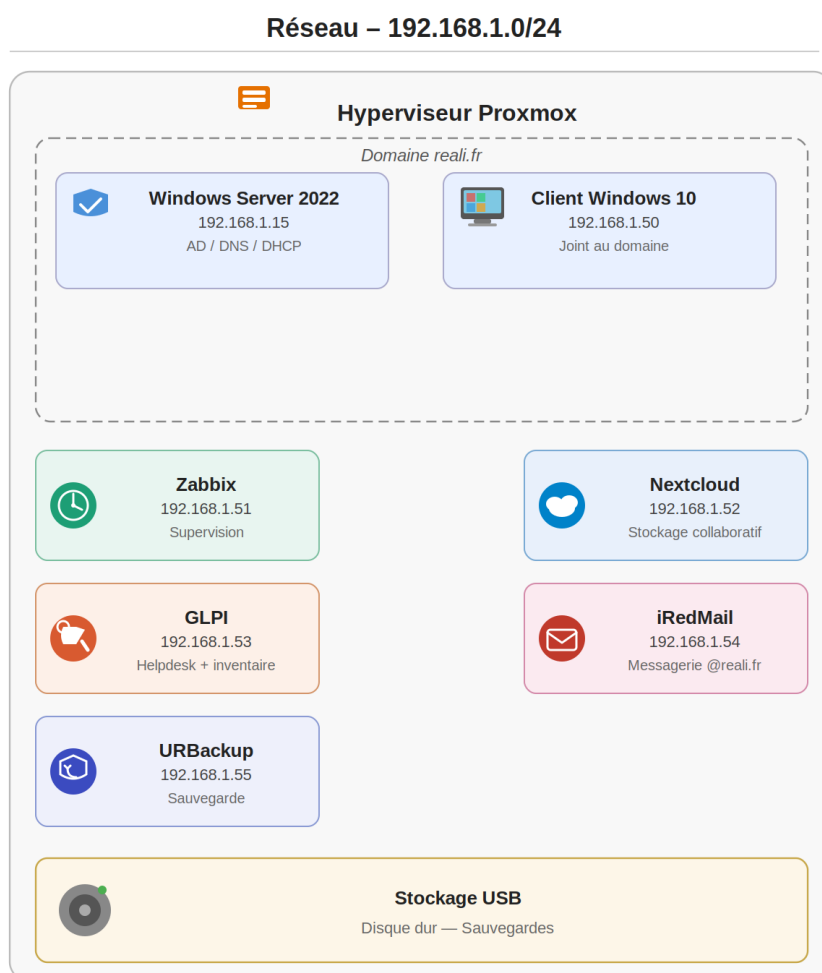 Réseau – 192.168.1.0/24
Hyperviseur Proxmox
Domaine reali.fr
Windows Server 2022
192.168.1.15
AD / DNS / DHCP
Client Windows 10
192.168.1.50
Joint au domaine
Zabbix
192.168.1.51
Supervision
Nextcloud
192.168.1.52
Stockage collaboratif
GLPI
192.168.1.53
Helpdesk + inventaire
iRedMail
192.168.1.54
Messagerie @reali.fr
URBackup
192.168.1.55
Sauvegarde
Stockage USB
Disque dur — Sauvegardes